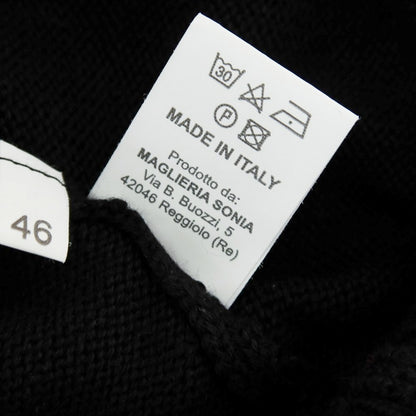 30
P
MADE IN ITALY
Prodotto da:
MAGLIERIA SONIA
Via B. Buozzi, 5
42046 Reggiolo (Re)
46